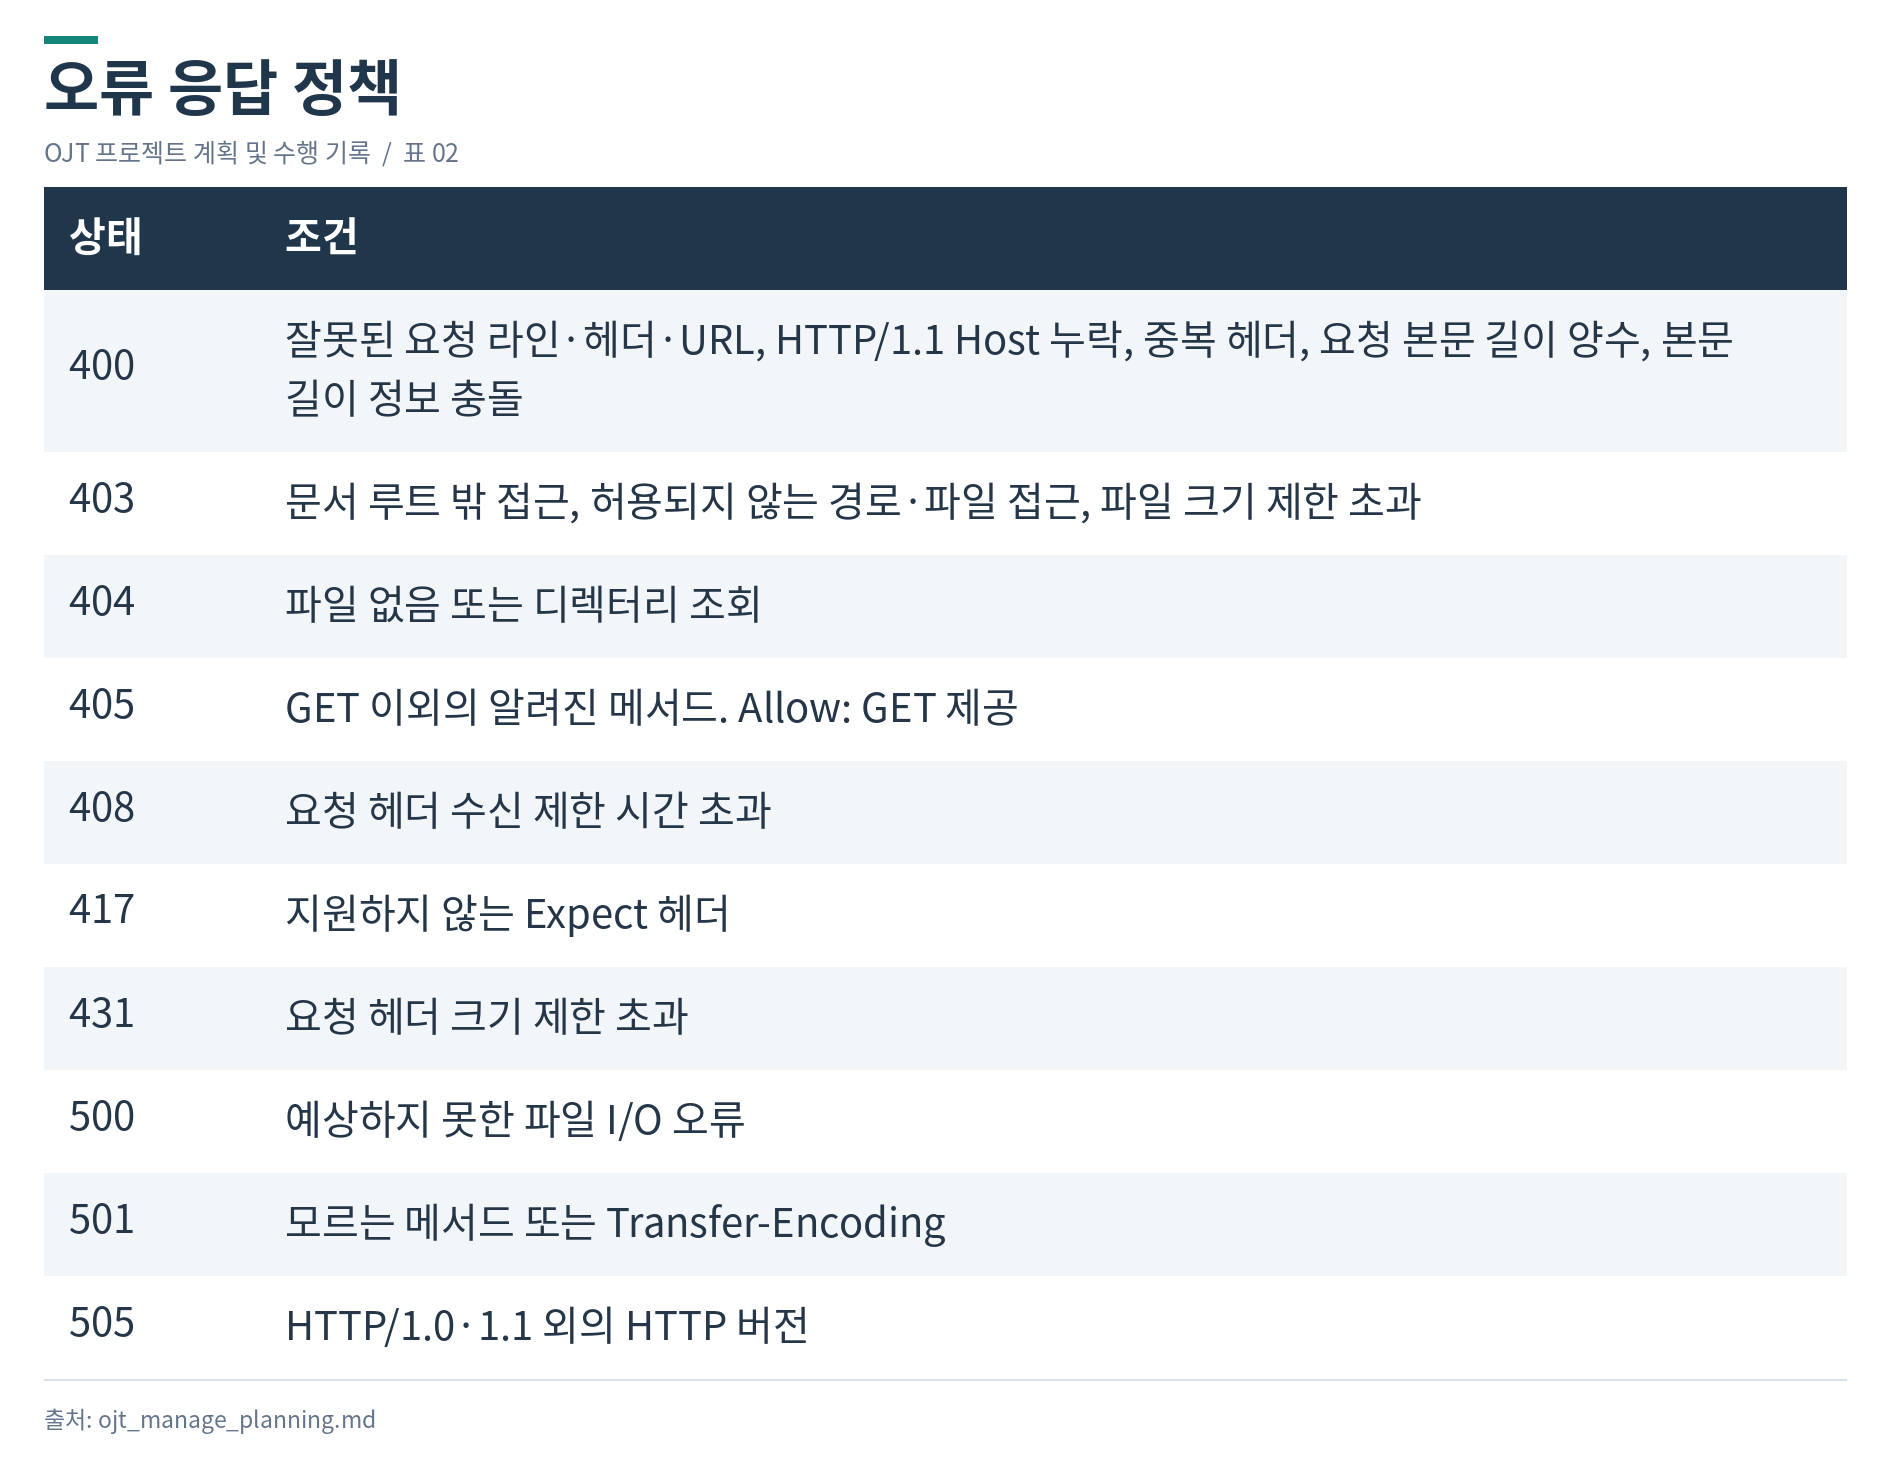 오류 응답 정책
OJT 프로젝트 계획 및 수행 기록 / 표 02
상태 조건
400 잘못된 요청 라인·헤더·URL, HTTP/1.1 Host 누락, 중복 헤더, 요청 본문 길이 양수, 본문
길이 정보 충돌
403 문서 루트 밖 접근, 허용되지 않는 경로·파일 접근, 파일 크기 제한 초과
404 파일 없음 또는 디렉터리 조회
405 GET 이외의 알려진 메서드. Allow: GET 제공
408 요청 헤더 수신 제한 시간 초과
417 지원하지 않는 Expect 헤더
431 요청 헤더 크기 제한 초과
500 예상하지 못한 파일 I/O 오류
501 모르는 메서드 또는 Transfer-Encoding
505 HTTP/1.0·1.1 외의 HTTP 버전
출처: ojt_manage_planning.md